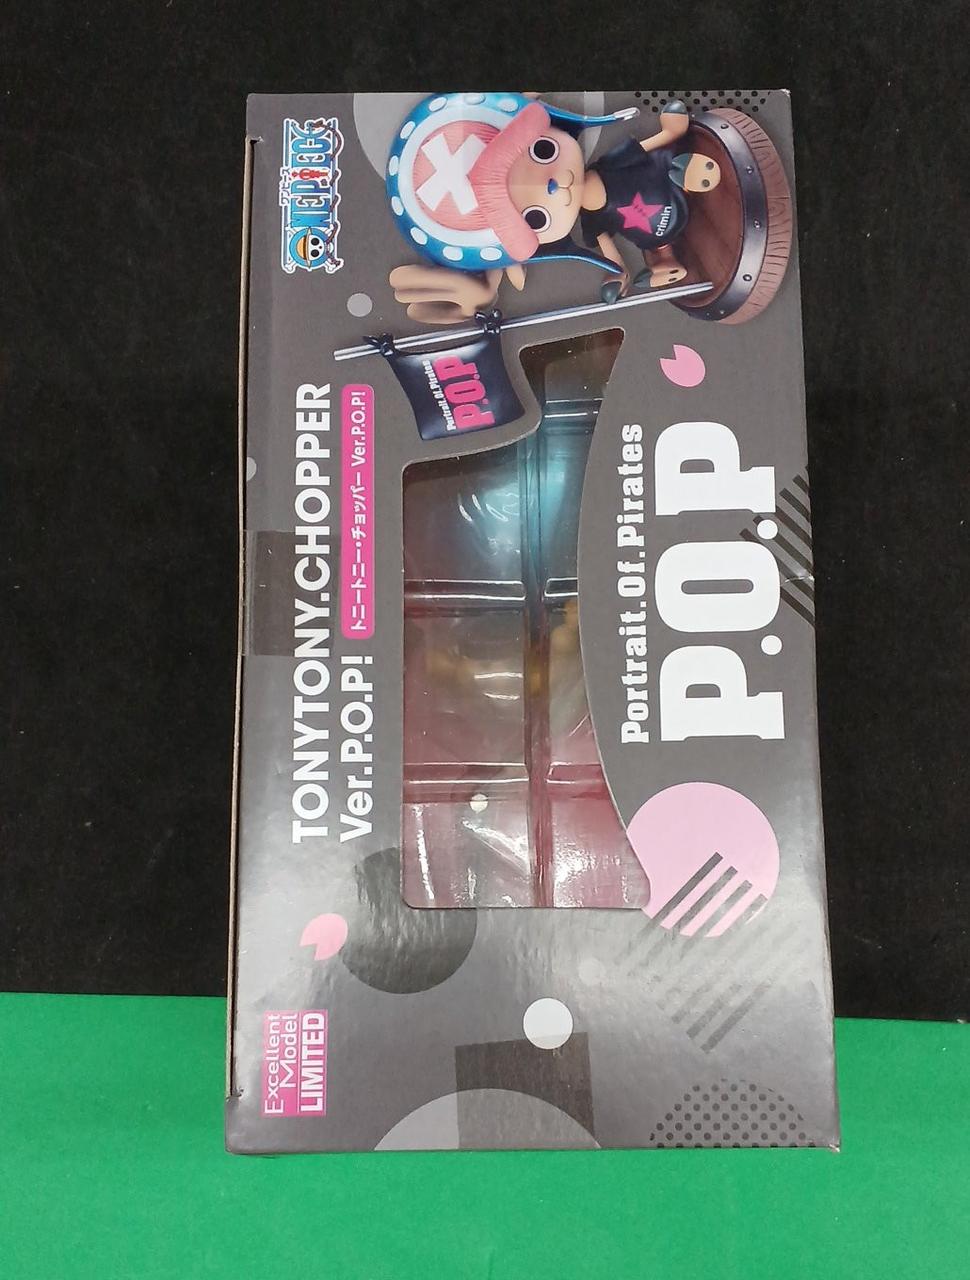 ワンピース
ONE PIECE
TONYTONY.CHOPPER
Ver.P.O.P!
トニートニー・チョッパー Ver.P.O.P!
Portrait.Of.Pirates
P.O.P
crimin
Portrait.Of.Pirates
P.O.P
Excellent
Model
LIMITED